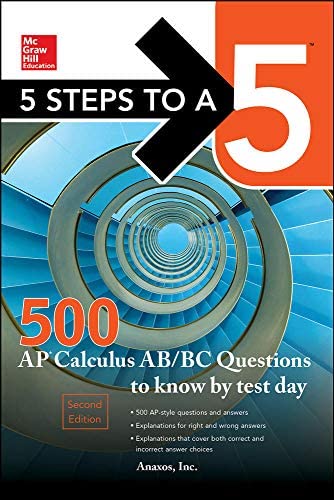 Mc
Graw
Hill
Education
5 STEPS TO A
5™
500
AP® Calculus AB/BC Questions
to know by test day
Second
Edition
• 500 AP-style questions and answers
• Explanations for right and wrong answers
• Explanations that cover both correct and
incorrect answer choices
Anaxos, Inc.